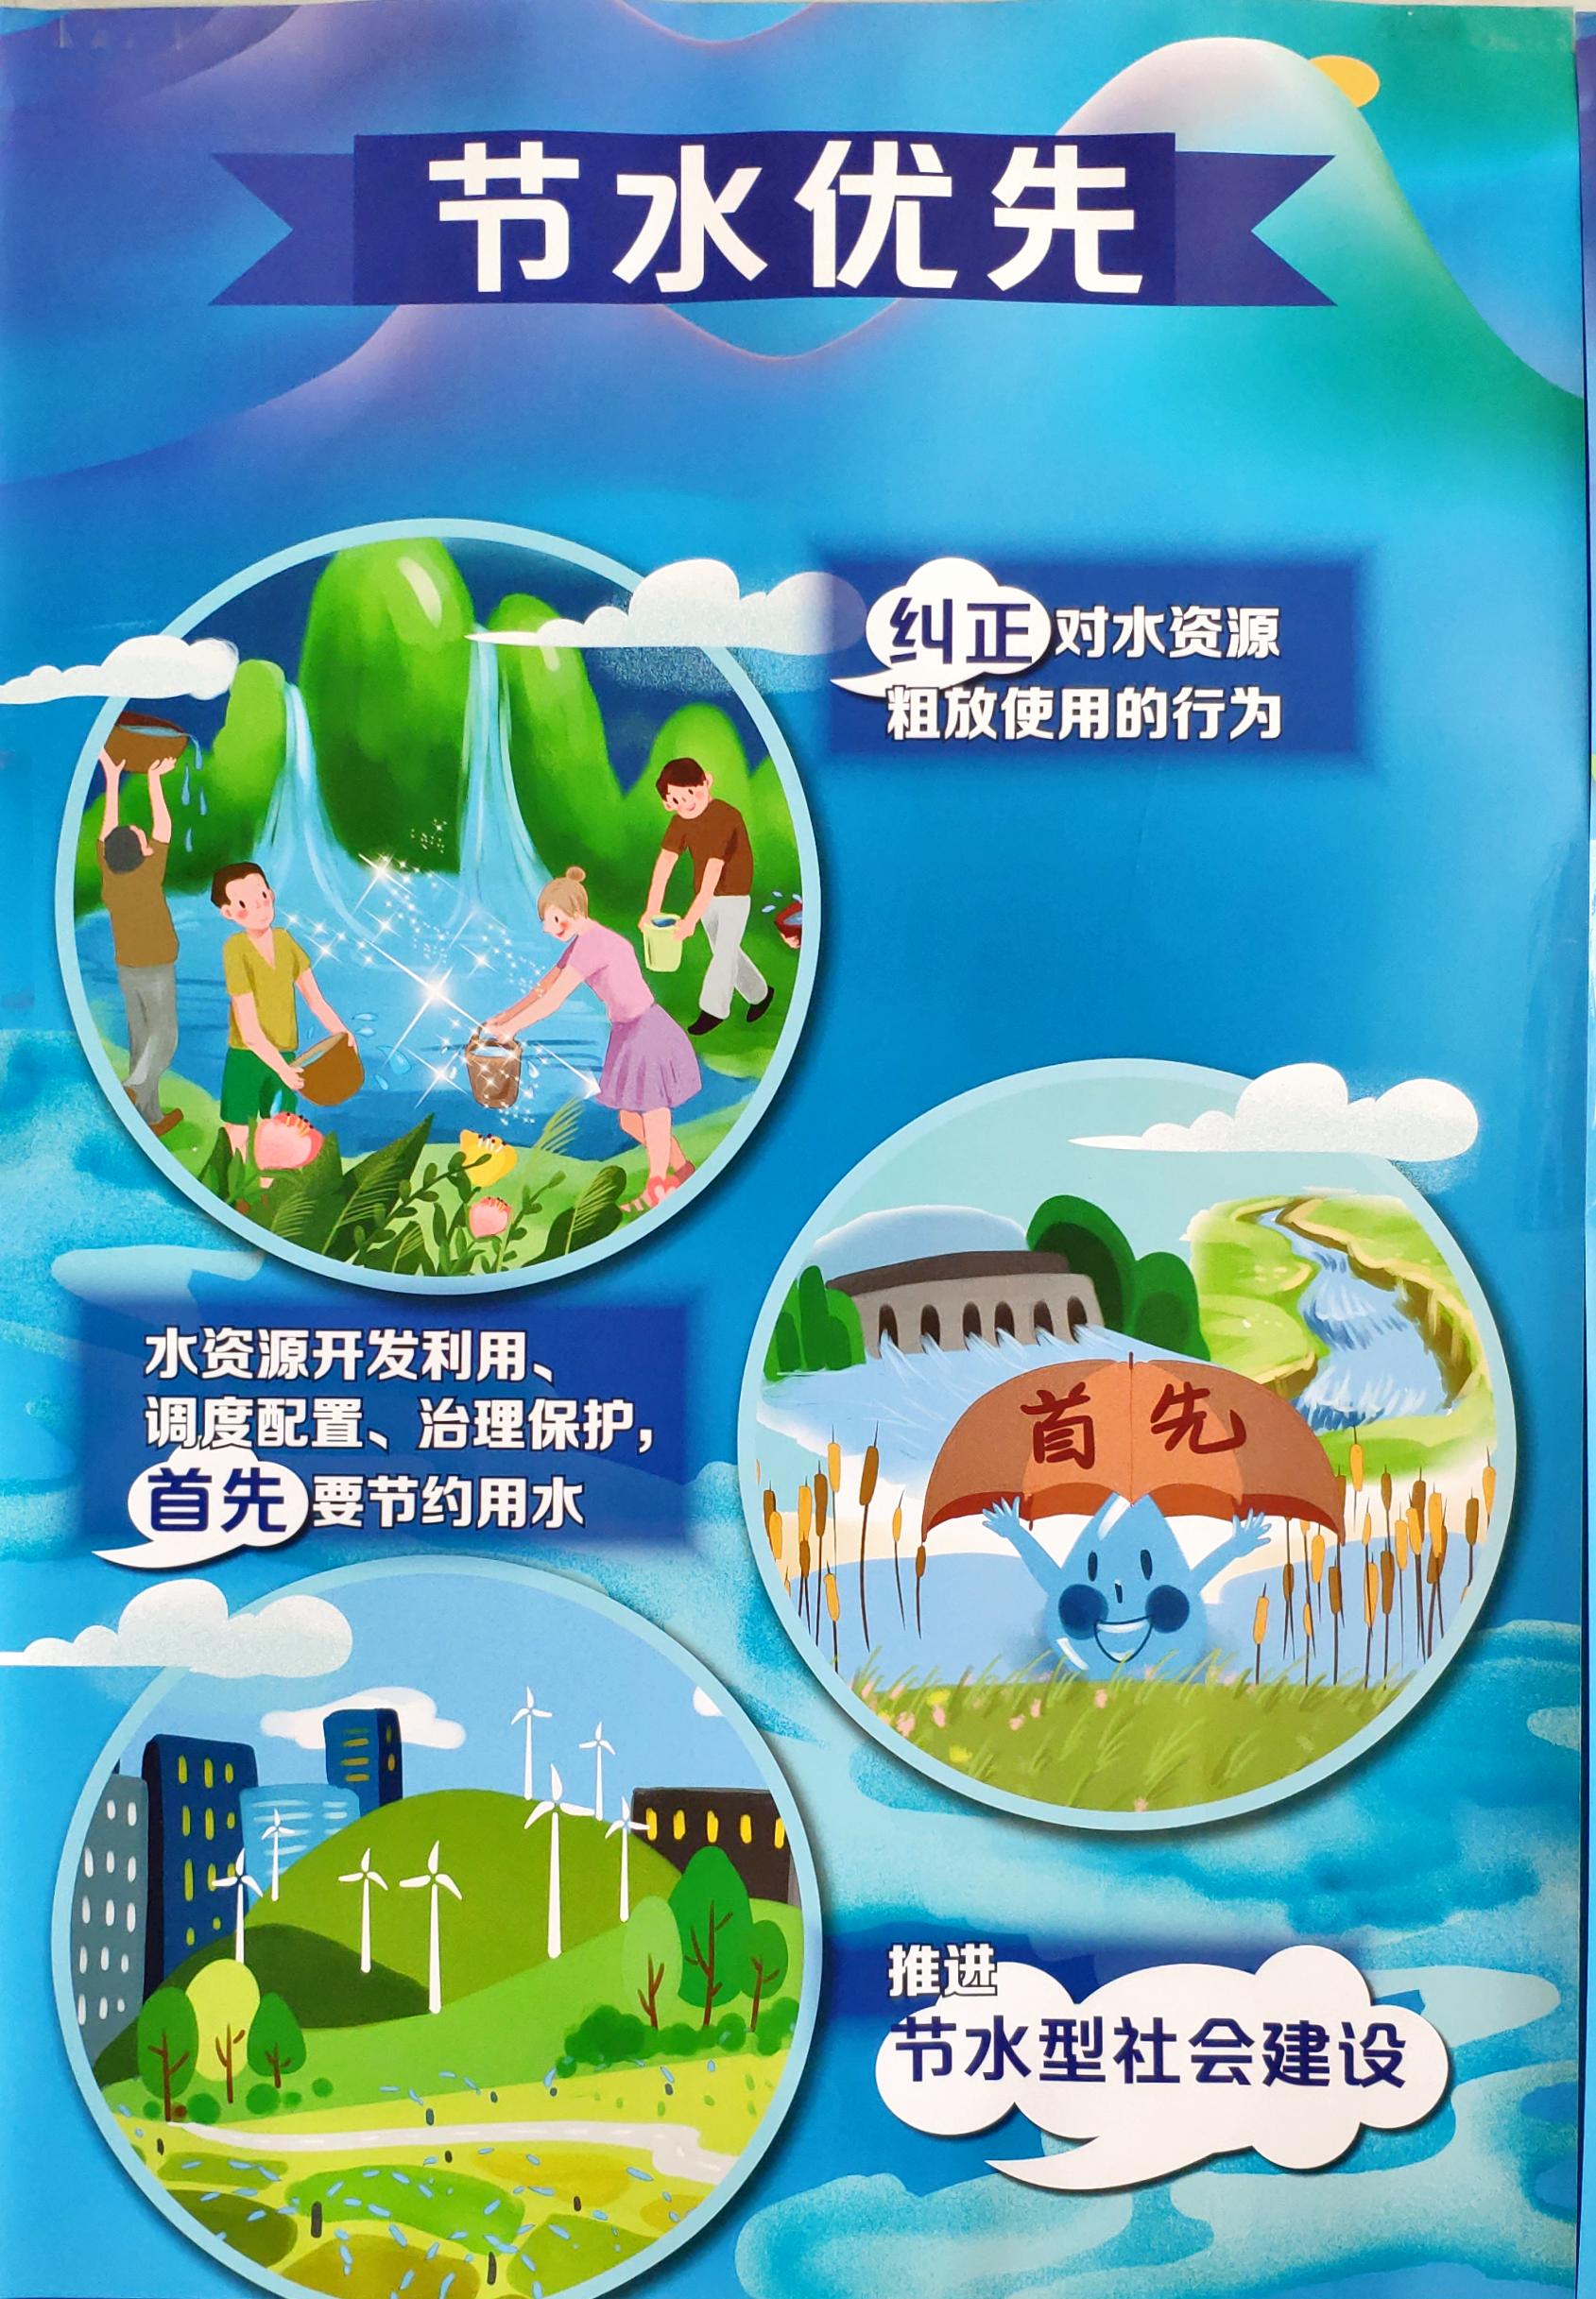 节水优先
纠正对水资源
粗放使用的行为
首先
水资源开发利用、
调度配置、治理保护，
首先要节约用水
推进
节水型社会建设